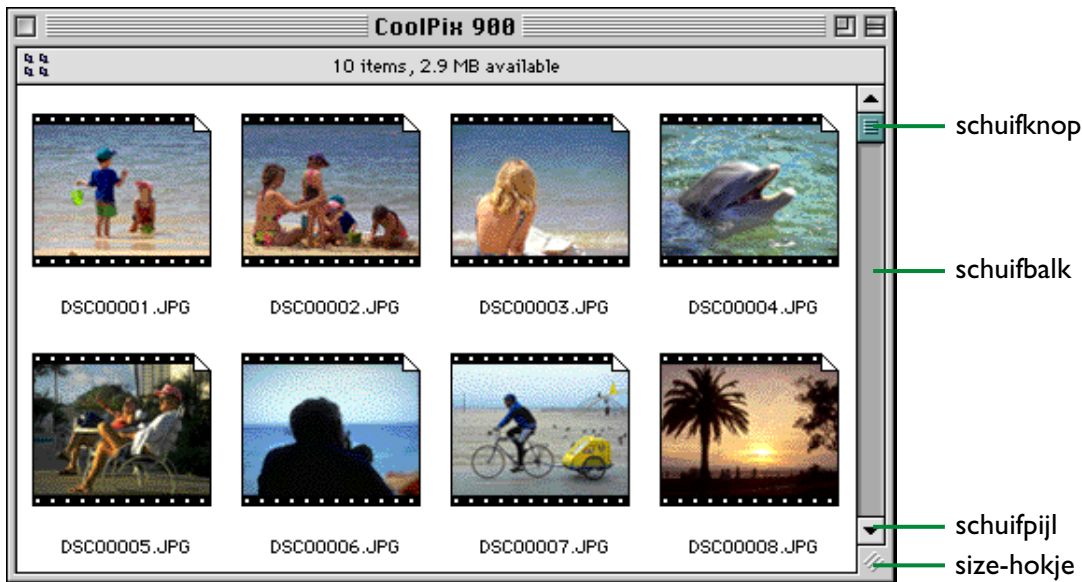 CoolPix 900
10 items, 2.9 MB available
schuifknop
DSC00001.JPG DSC00002.JPG DSC00003.JPG DSC00004.JPG
schuifbalk
DSC00005.JPG DSC00006.JPG DSC00007.JPG DSC00008.JPG
schuifpijl
size-hokje